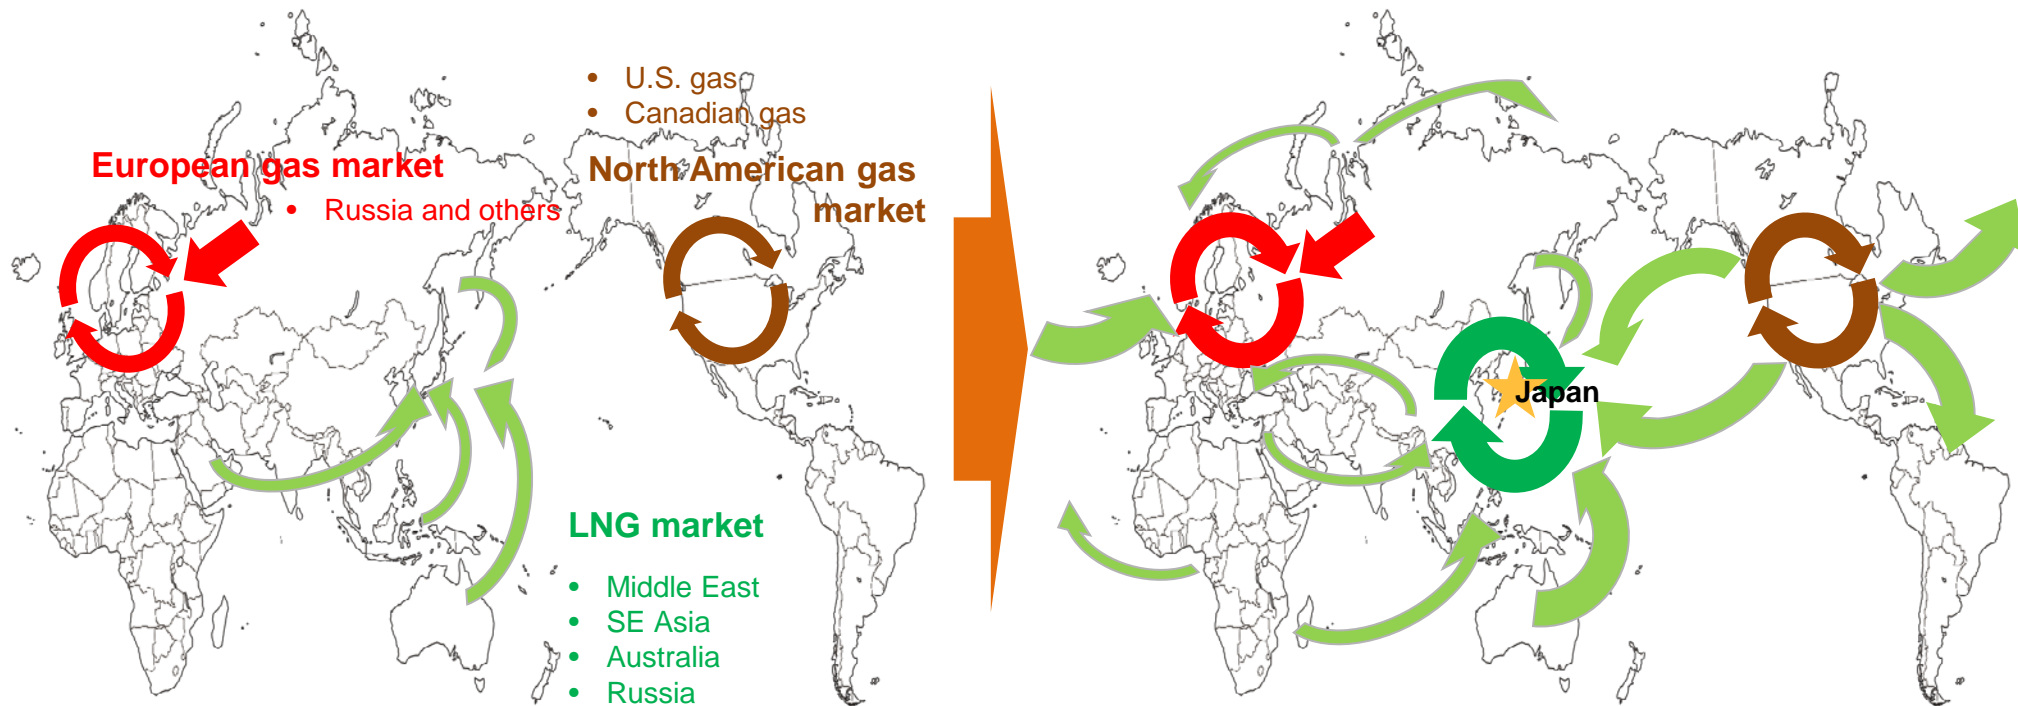 • U.S. gas
• Canadian gas
European gas market
• Russia and others
North American gas
market
LNG market
• Middle East
• SE Asia
• Australia
• Russia
Japan